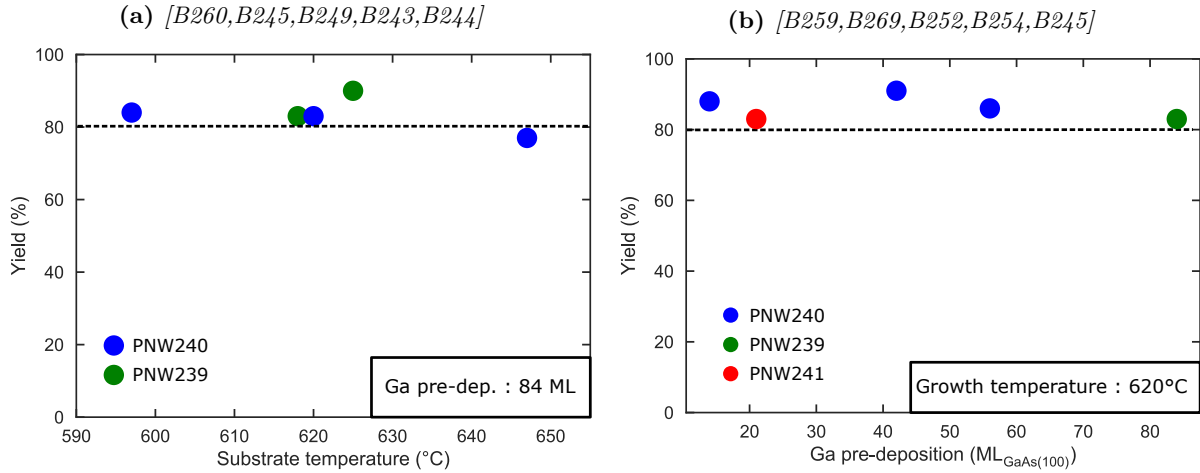 (a) [B260,B245,B249,B243,B244]
100
80
60
40
20
0
Yield (%)
PNW240
PNW239
Ga pre-dep. : 84 ML
590 600 610 620 630 640 650
Substrate temperature (°C)
(b) [B259,B269,B252,B254,B245]
100
80
60
40
20
0
Yield (%)
PNW240
PNW239
PNW241
Growth temperature : 620°C
20 30 40 50 60 70 80
Ga pre-deposition (ML_GaAs(100))